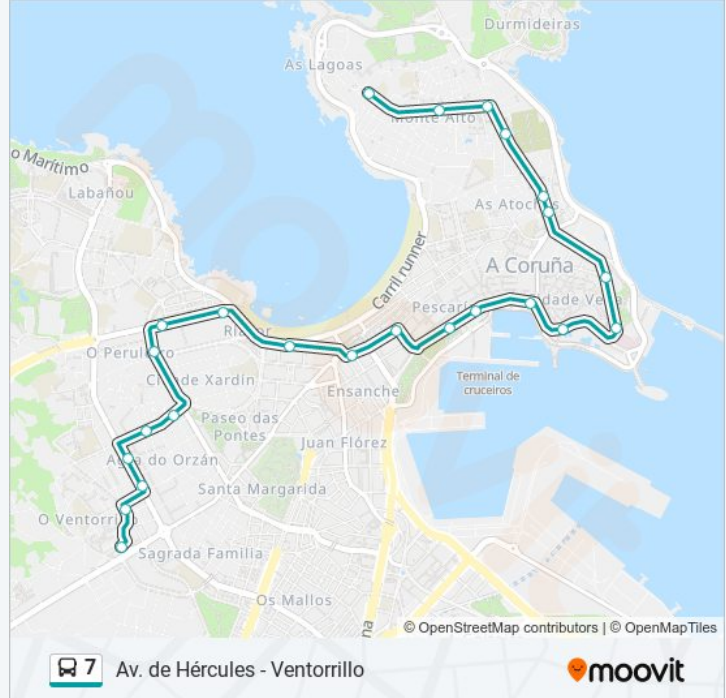 Durmideiras
As Lagoas
Monte Alto
o Marítimo
Labañou
As Atochas
Carril runner
A Coruña
Pescaría
Cidade Vella
Riazor
O Peruleiro
Cidade Xardín
Ensanche
Terminal de
cruceiros
Paseo das
Pontes
Juan Flórez
Agra do Orzán
Santa Margarida
O Ventorrillo
Sagrada Familia
Os Mallos
na
© OpenStreetMap contributors | © OpenMapTiles
7 Av. de Hércules - Ventorrillo
moovit